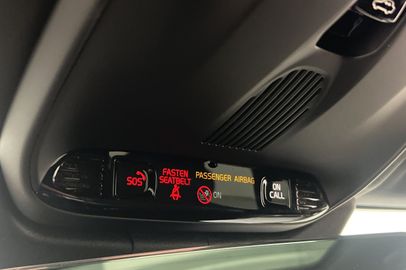 SOS
FASTEN
SEATBELT
PASSENGER AIRBAG
ON
ON
CALL